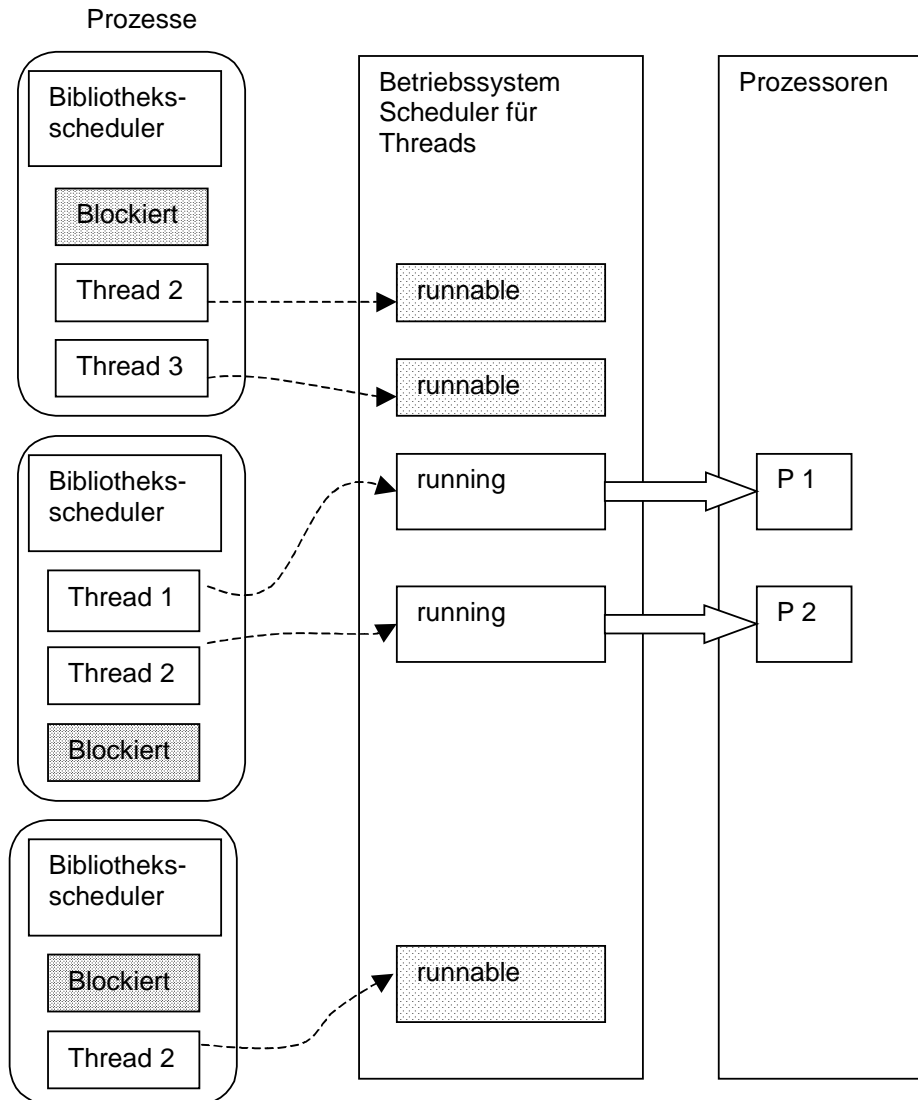 Prozesse
Bibliotheks-
scheduler
Blockiert
Thread 2
Thread 3
Bibliotheks-
scheduler
Thread 1
Thread 2
Blockiert
Bibliotheks-
scheduler
Blockiert
Thread 2
Betriebssystem
Scheduler für
Threads
runnable
runnable
running
running
runnable
Prozessoren
P 1
P 2